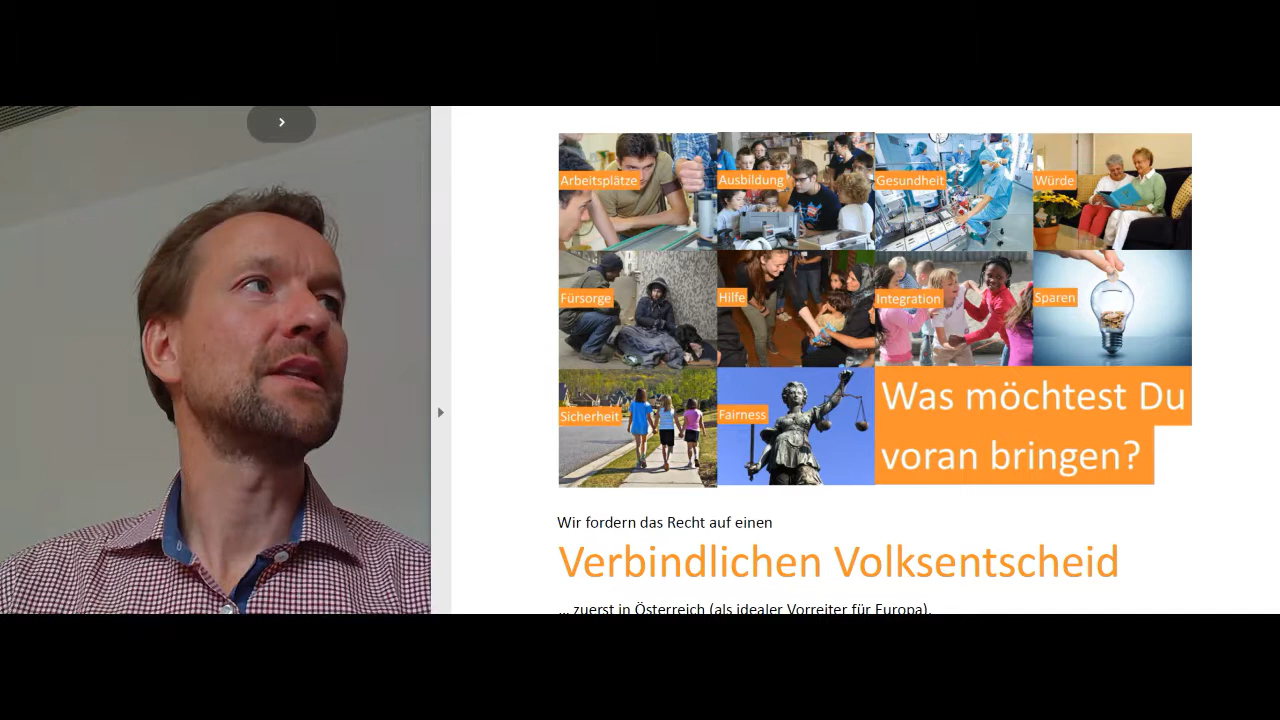 Arbeitsplätze
Ausbildung
Gesundheit
Würde
Fürsorge
Hilfe
Integration
Sparen
Sicherheit
Fairness
Was möchtest Du
voran bringen?
Wir fordern das Recht auf einen
Verbindlichen Volksentscheid
... zuerst in Österreich (als idealer Vorreiter für Europa).